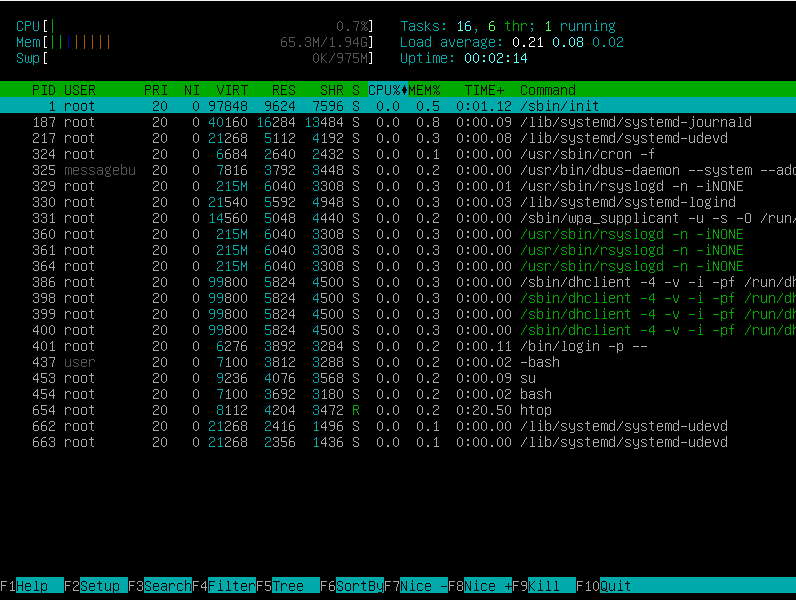 CPU[| 0.7%] Tasks: 16, 6 thr; 1 running
Mem[|||||||| 65.3M/1.94G] Load average: 0.21 0.08 0.02
Swp[ 0K/975M] Uptime: 00:02:14
PID USER PRI NI VIRT RES SHR S CPU%♦MEM% TIME+ Command
1 root 20 0 97848 9624 7596 S 0.0 0.5 0:01.12 /sbin/init
187 root 20 0 40160 16284 13484 S 0.0 0.8 0:00.09 /lib/systemd/systemd-journald
217 root 20 0 21268 5112 4192 S 0.0 0.3 0:00.08 /lib/systemd/systemd-udevd
324 root 20 0 6684 2640 2432 S 0.0 0.1 0:00.00 /usr/sbin/cron -f
325 messagebu 20 0 7816 3792 3448 S 0.0 0.2 0:00.00 /usr/bin/dbus-daemon --system --add
329 root 20 0 215M 6040 3308 S 0.0 0.3 0:00.01 /usr/sbin/rsyslogd -n -iNONE
330 root 20 0 21540 5592 4948 S 0.0 0.3 0:00.03 /lib/systemd/systemd-logind
331 root 20 0 14560 5048 4440 S 0.0 0.2 0:00.00 /sbin/wpa_supplicant -u -s -O /run/
360 root 20 0 215M 6040 3308 S 0.0 0.3 0:00.00 /usr/sbin/rsyslogd -n -iNONE
361 root 20 0 215M 6040 3308 S 0.0 0.3 0:00.00 /usr/sbin/rsyslogd -n -iNONE
364 root 20 0 215M 6040 3308 S 0.0 0.3 0:00.00 /usr/sbin/rsyslogd -n -iNONE
386 root 20 0 99800 5824 4500 S 0.0 0.3 0:00.00 /sbin/dhclient -4 -v -i -pf /run/dh
398 root 20 0 99800 5824 4500 S 0.0 0.3 0:00.00 /sbin/dhclient -4 -v -i -pf /run/dh
399 root 20 0 99800 5824 4500 S 0.0 0.3 0:00.00 /sbin/dhclient -4 -v -i -pf /run/dh
400 root 20 0 99800 5824 4500 S 0.0 0.3 0:00.00 /sbin/dhclient -4 -v -i -pf /run/dh
401 root 20 0 6276 3892 3284 S 0.0 0.2 0:00.11 /bin/login -p --
437 user 20 0 7100 3812 3288 S 0.0 0.2 0:00.02 -bash
453 root 20 0 9236 4076 3568 S 0.0 0.2 0:00.09 su
454 root 20 0 7100 3692 3180 S 0.0 0.2 0:00.02 bash
654 root 20 0 8112 4204 3472 R 0.0 0.2 0:20.50 htop
662 root 20 0 21268 2416 1496 S 0.0 0.1 0:00.00 /lib/systemd/systemd-udevd
663 root 20 0 21268 2356 1436 S 0.0 0.1 0:00.00 /lib/systemd/systemd-udevd
F1Help F2Setup F3SearchF4FilterF5Tree F6SortByF7Nice -F8Nice +F9Kill F10Quit